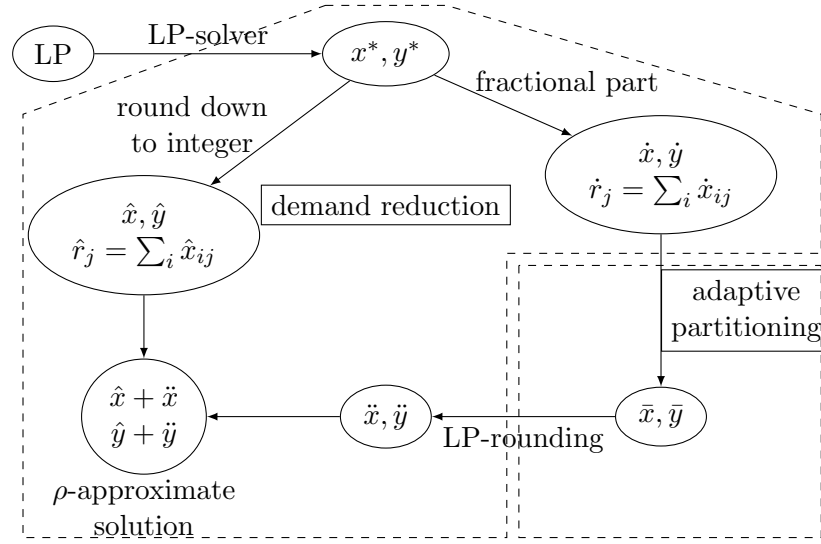 LP
LP-solver
x*, y*
fractional part
round down
to integer
ẋ, ẏ
ṙ_j = ∑_i ẋ_ij
x̂, ŷ
r̂_j = ∑_i x̂_ij
demand reduction
adaptive
partitioning
x̂ + ẍ
ŷ + ÿ
ẍ, ÿ
LP-rounding
x̄, ȳ
ρ-approximate
solution